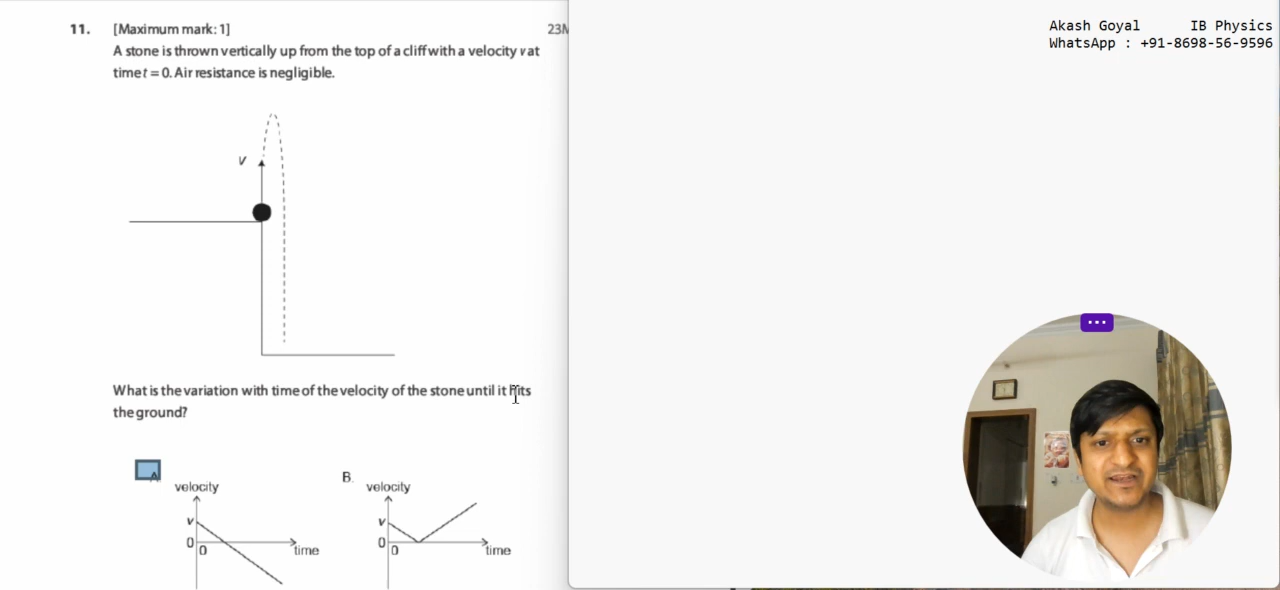 11. [Maximum mark: 1] 23M
A stone is thrown vertically up from the top of a cliff with a velocity v at
time t = 0. Air resistance is negligible.
v
What is the variation with time of the velocity of the stone until it hits
the ground?
A
velocity
v
0
0
time
B.
velocity
v
0
0
time
Akash Goyal IB Physics
WhatsApp : +91-8698-56-9596